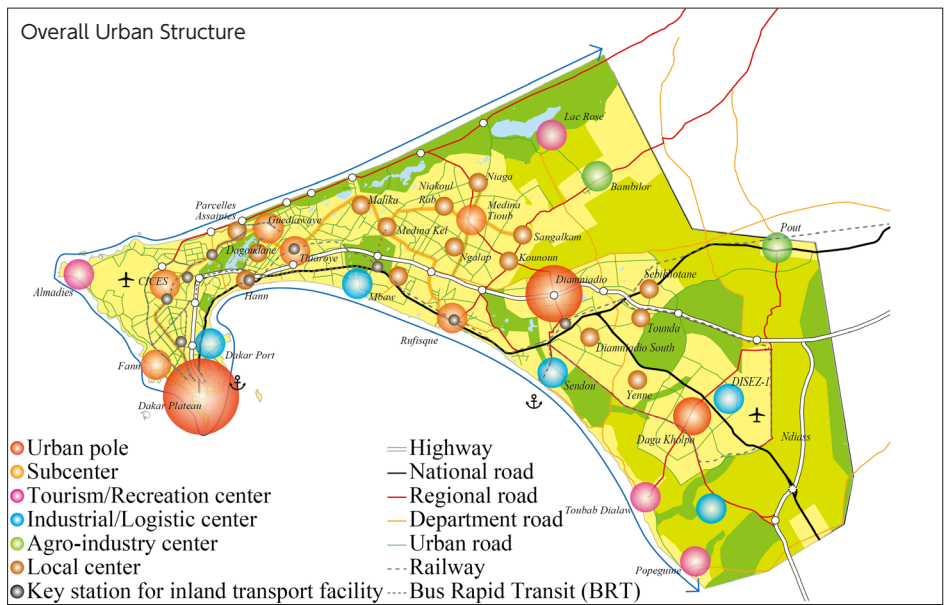 Overall Urban Structure
Lac Rose
Bambilor
Niaga
Niakoul
Rab
Medina
Tioub
Malika
Parcelles
Assainies
Guediawaye
Medina Kel
Sangalkam
Pout
Dagoudane
Thiaroye
Ngalap
Kounoun
Almadies
CICES
Hann
Mbaw
Diamniadio
Sebikhotane
Rufisque
Tounda
Diamniadio South
Fann
Dakar Port
Sendou
Yenne
DISEZ-1
Dakar Plateau
Daga Kholpa
Ndiass
Toubab Dialaw
Popeguine
Urban pole
Subcenter
Tourism/Recreation center
Industrial/Logistic center
Agro-industry center
Local center
Key station for inland transport facility
Highway
National road
Regional road
Department road
Urban road
Railway
Bus Rapid Transit (BRT)